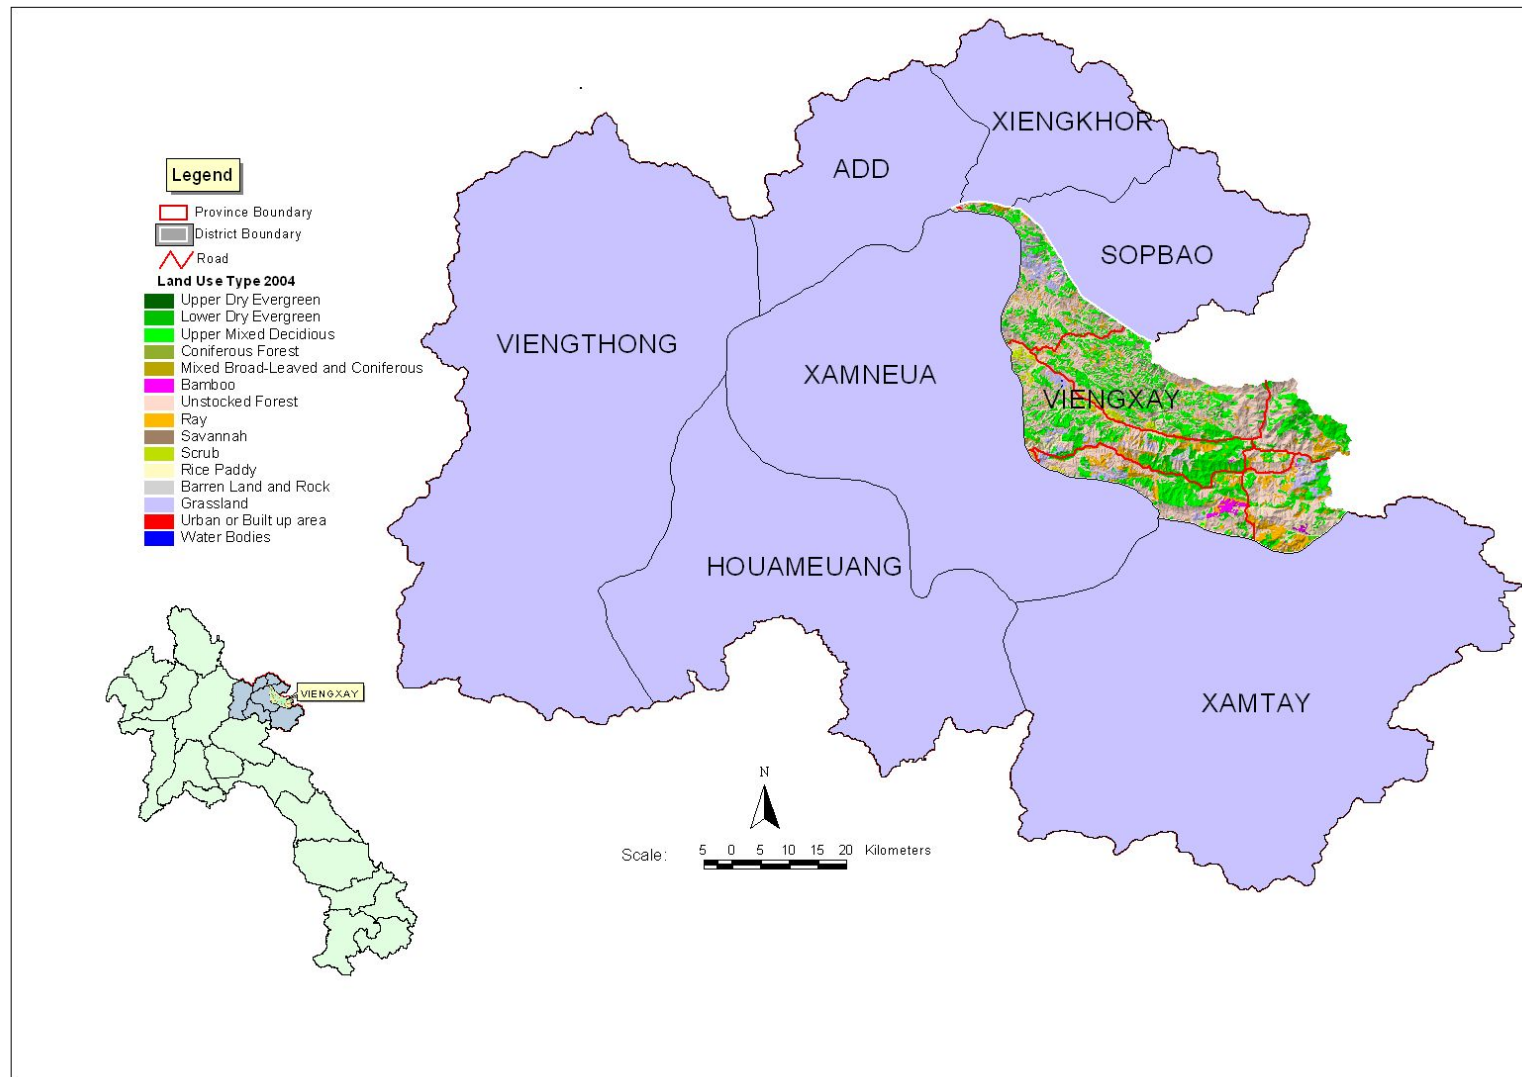 XIENGKHOR
ADD
Legend
Province Boundary
District Boundary
SOPBAO
Road
Land Use Type 2004
Upper Dry Evergreen
Lower Dry Evergreen
Upper Mixed Decidious
Coniferous Forest
Mixed Broad-Leaved and Coniferous
Bamboo
Unstocked Forest
Ray
Savannah
Scrub
Rice Paddy
Barren Land and Rock
Grassland
Urban or Built up area
Water Bodies
VIENGTHONG
XAMNEUA
VIENGXAY
HOUAMEUANG
VIENGXAY
XAMTAY
N
Scale:
5 0 5 10 15 20 Kilometers